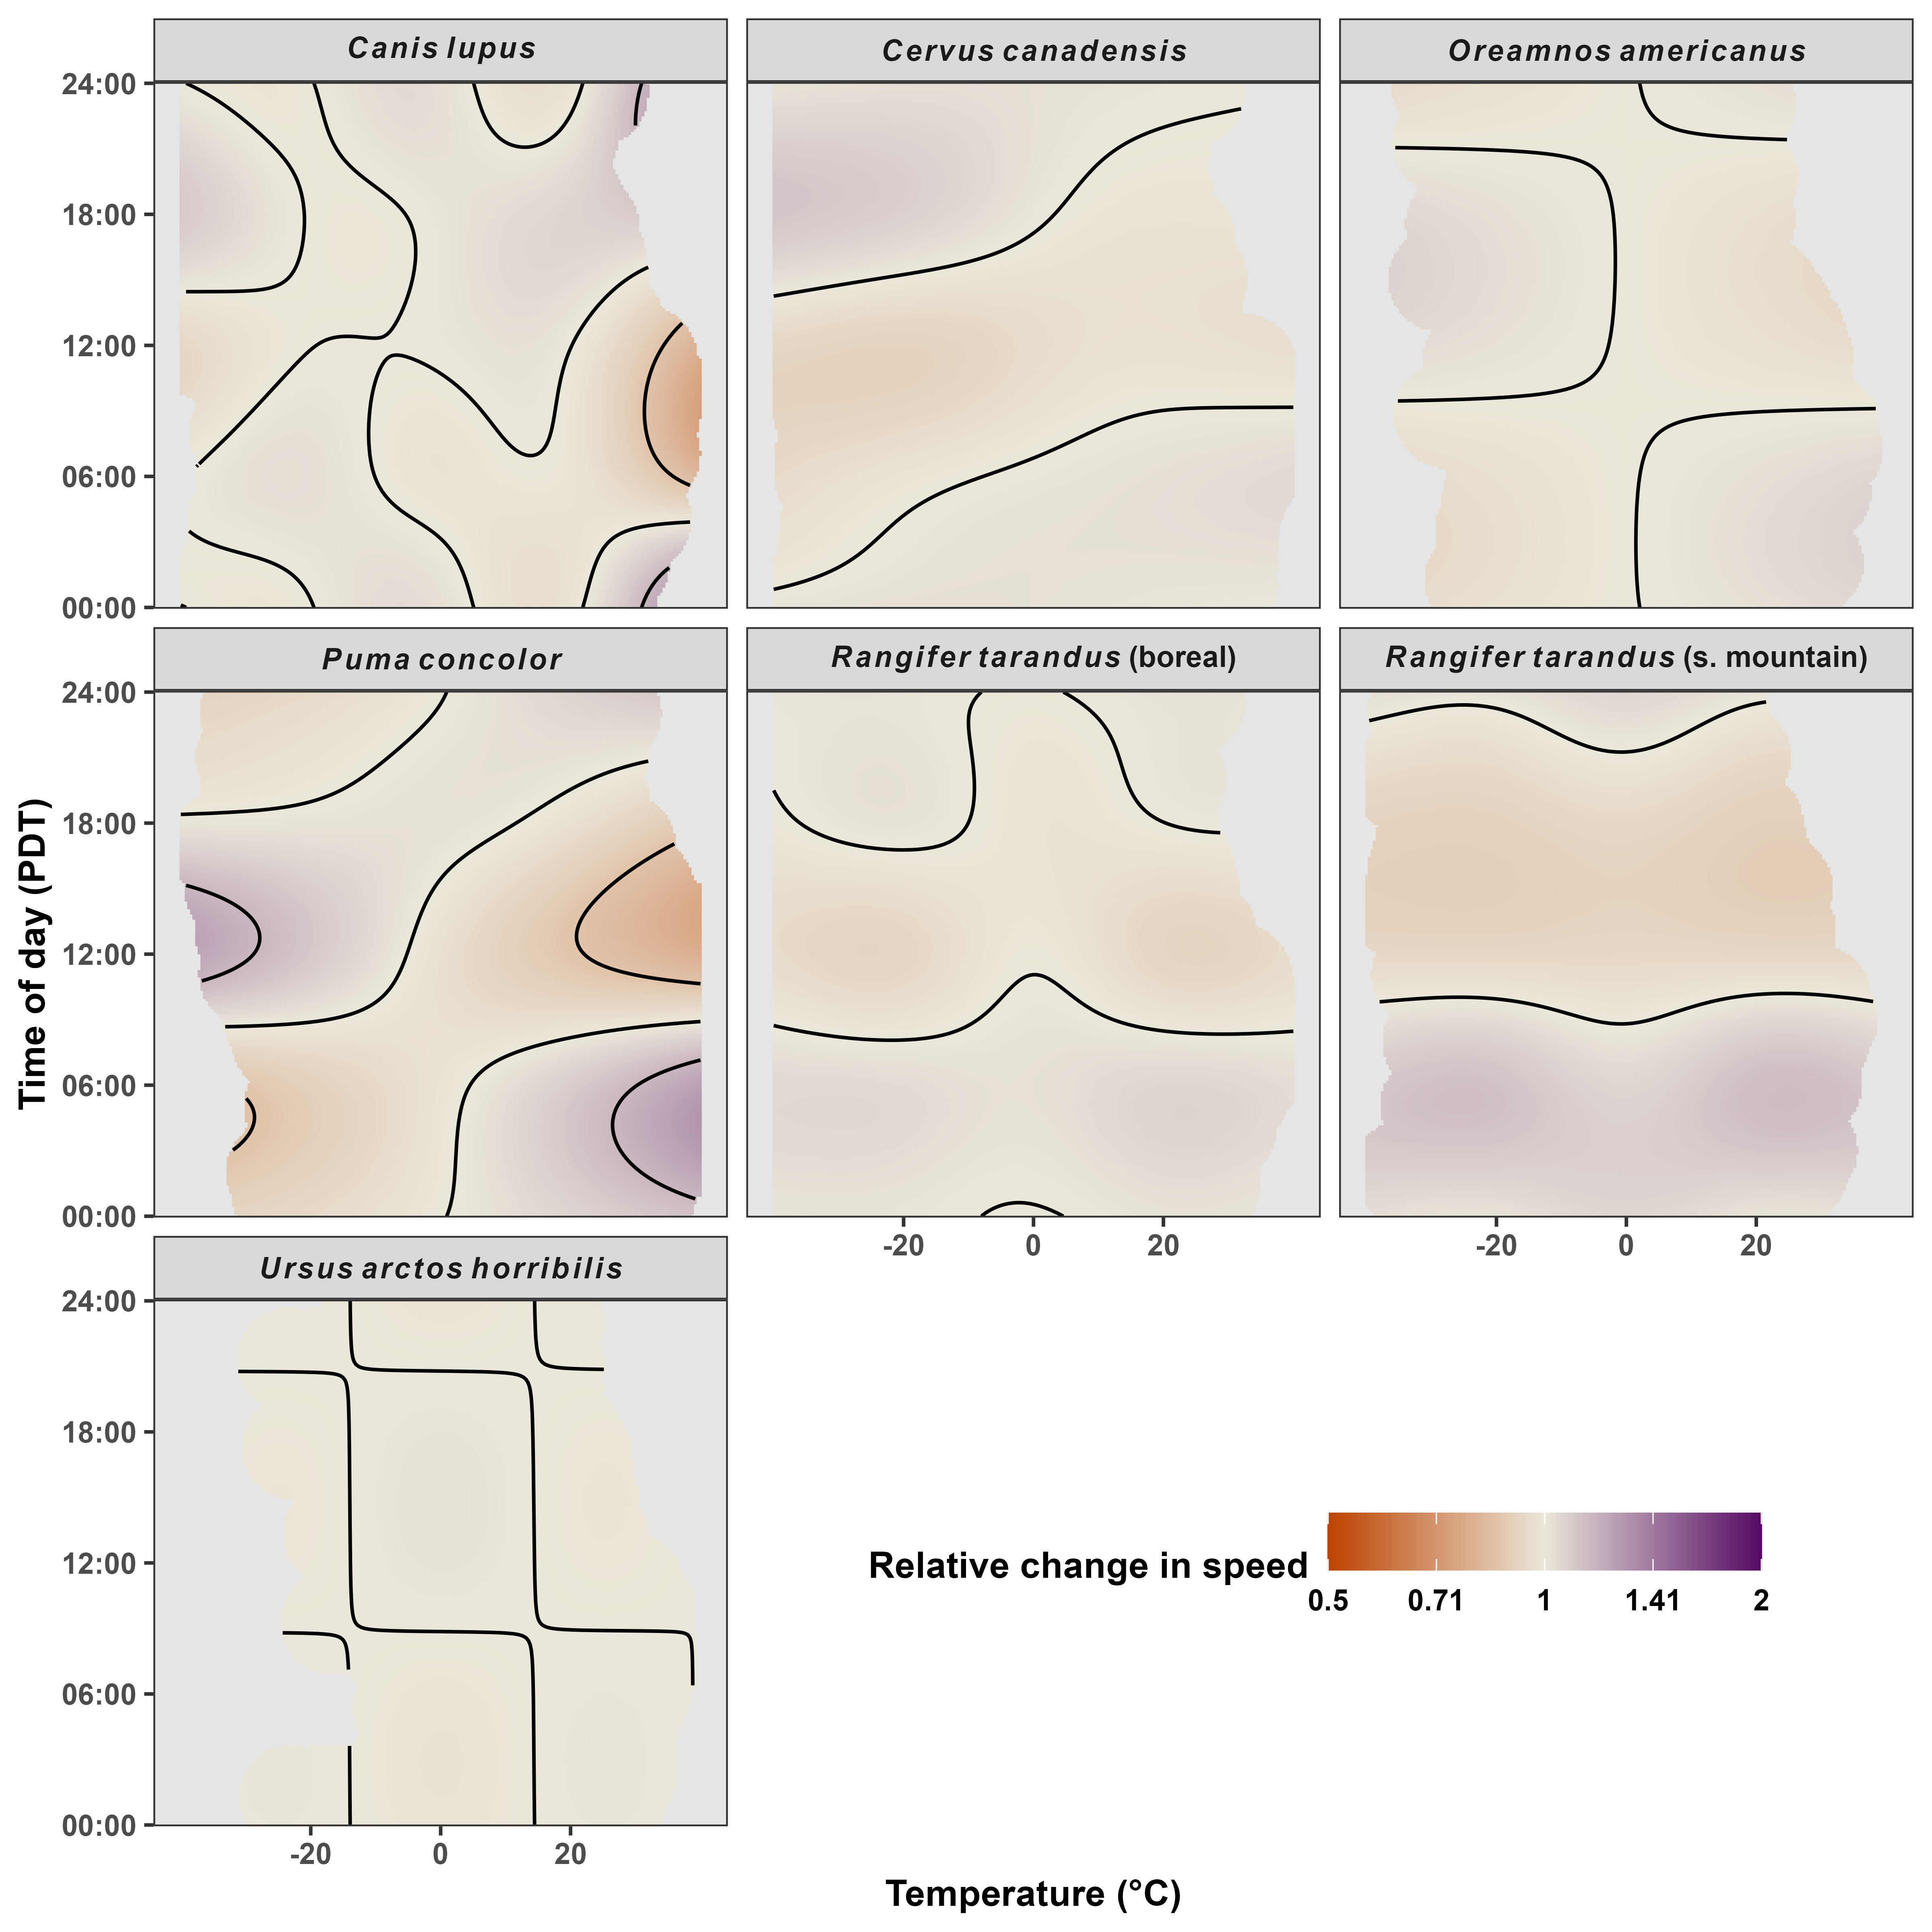 Canis lupus
Cervus canadensis
Oreamnos americanus
24:00
18:00
12:00
06:00
00:00
Puma concolor
Rangifer tarandus (boreal)
Rangifer tarandus (s. mountain)
24:00
18:00
12:00
06:00
00:00
-20 0 20
-20 0 20
Time of day (PDT)
Ursus arctos horribilis
24:00
18:00
12:00
06:00
00:00
-20 0 20
Relative change in speed
0.5 0.71 1 1.41 2
Temperature (°C)